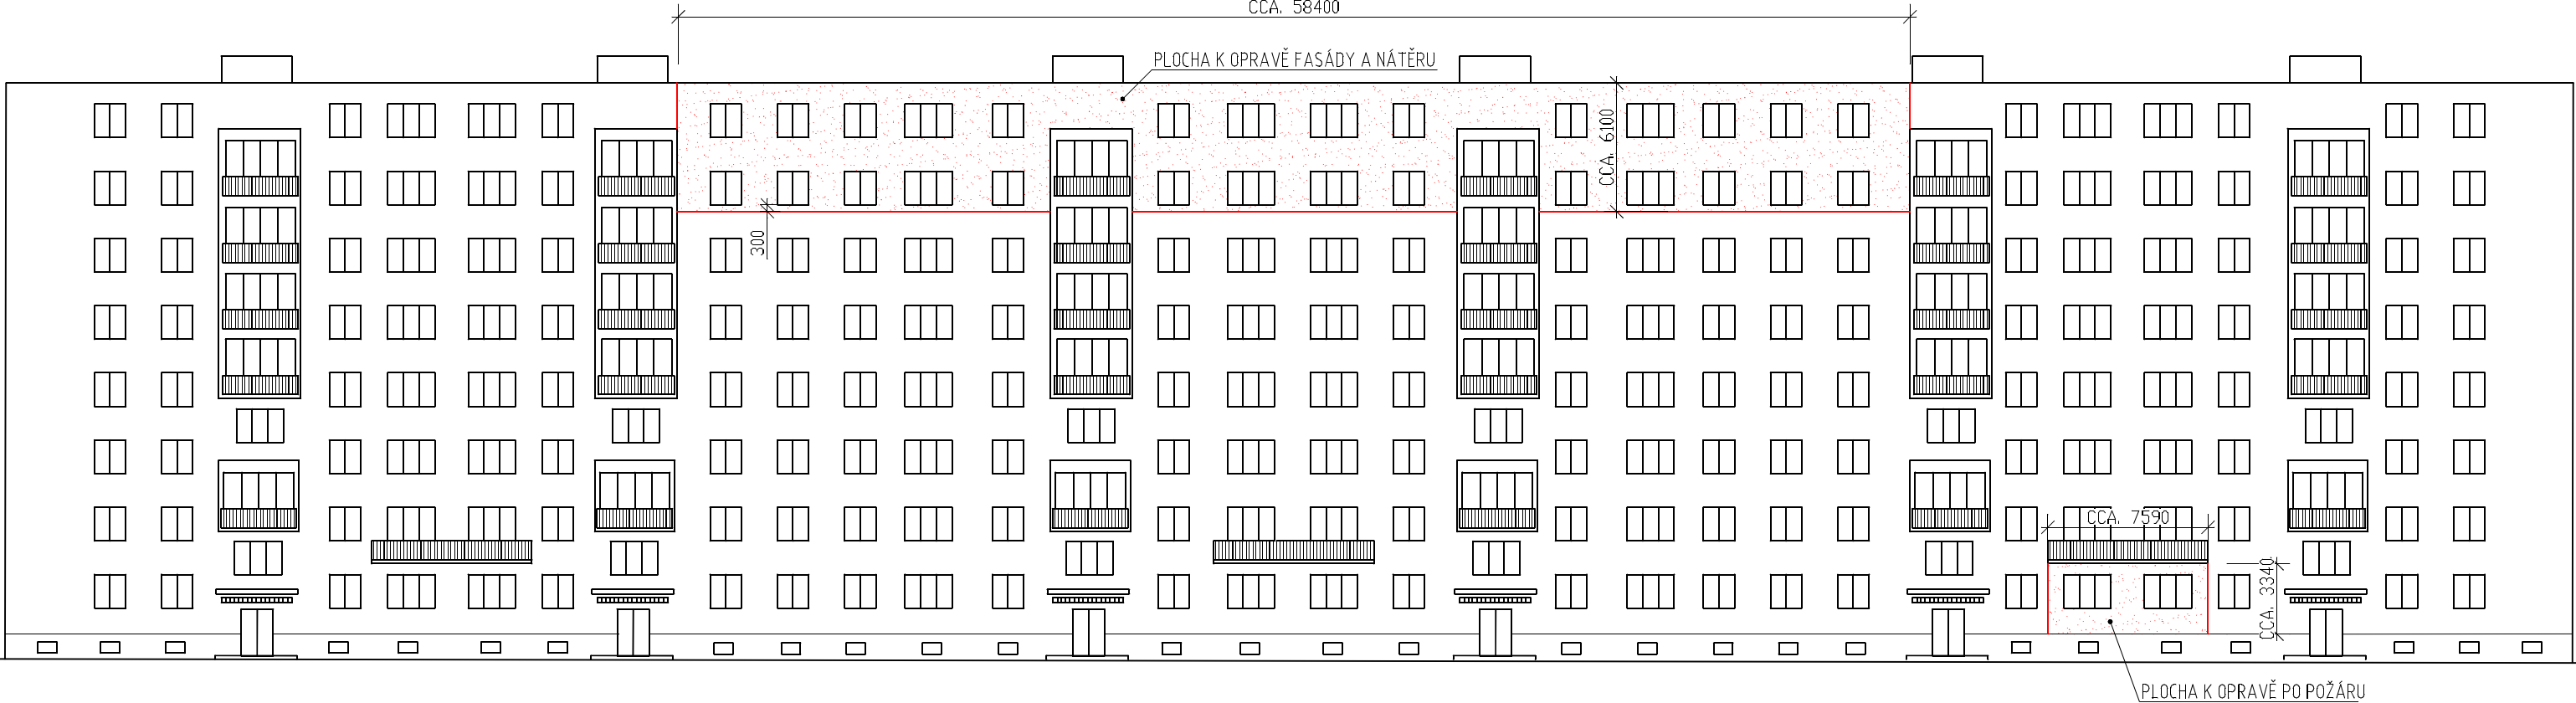 CCA. 58400
PLOCHA K OPRAVĚ FASÁDY A NÁTĚRU
CCA. 6100
300
CCA. 7590
CCA. 3340
PLOCHA K OPRAVĚ PO POŽÁRU